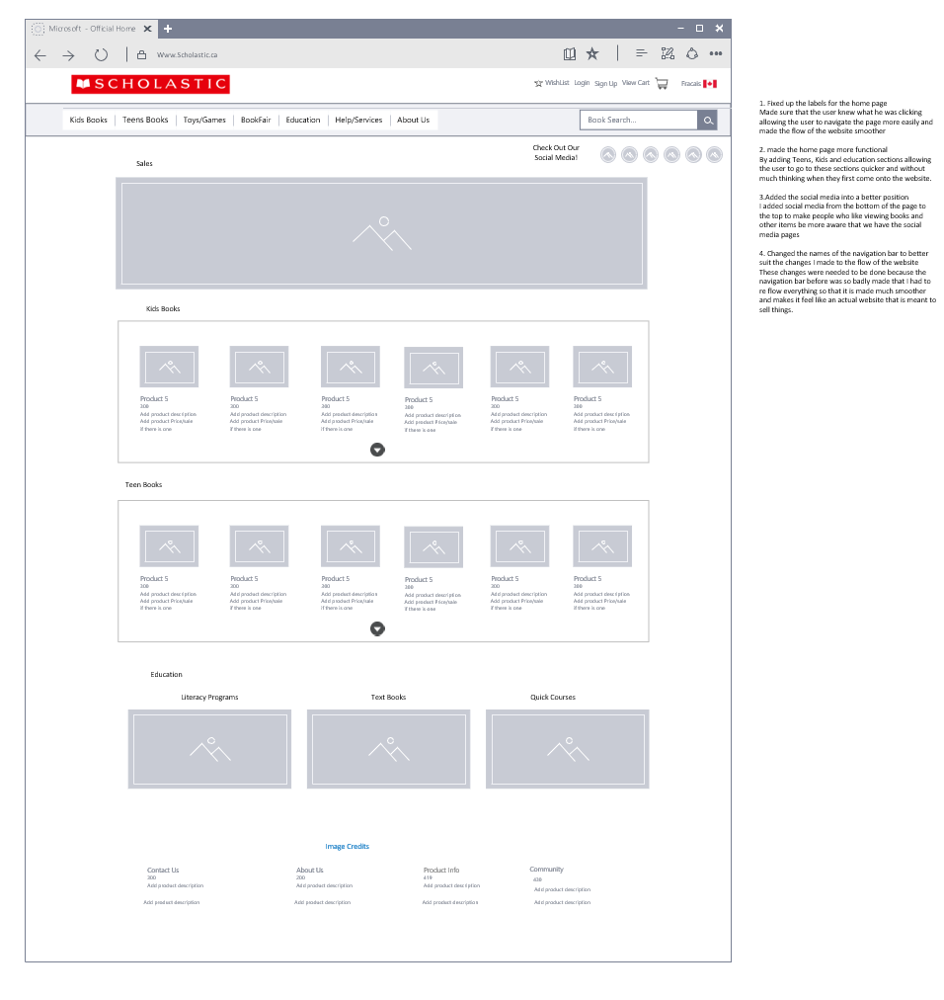 Microsoft - Official Home
Www.Scholastic.ca
SCHOLASTIC
WishList Login Sign Up View Cart Fracais
Kids Books Teens Books Toys/Games BookFair Education Help/Services About Us
Book Search...
Check Out Our
Social Media!
Sales
Kids Books
Product 5 Product 5 Product 5 Product 5 Product 5 Product 5
300 300 300 300 300 300
Add product description Add product description Add product description Add product description Add product description Add product description
Add product Price/sale Add product Price/sale Add product Price/sale Add product Price/sale Add product Price/sale Add product Price/sale
If there is one If there is one If there is one If there is one If there is one If there is one
Teen Books
Product 5 Product 5 Product 5 Product 5 Product 5 Product 5
300 300 300 300 300 300
Add product description Add product description Add product description Add product description Add product description Add product description
Add product Price/sale Add product Price/sale Add product Price/sale Add product Price/sale Add product Price/sale Add product Price/sale
If there is one If there is one If there is one If there is one If there is one If there is one
Education
Literacy Programs Text Books Quick Courses
Image Credits
Contact Us About Us Product Info Community
300 200 419 438
Add product description Add product description Add product description Add product description
Add product description Add product description Add product description Add product description
1. Fixed up the labels for the home page
Made sure that the user knew what he was clicking
allowing the user to navigate the page more easily and
made the flow of the website smoother
2. made the home page more functional
By adding Teens, Kids and education sections allowing
the user to go to these sections quicker and without
much thinking when they first come onto the website.
3.Added the social media into a better position
I added social media from the bottom of the page to
the top to make people who like viewing books and
other items be more aware that we have the social
media pages
4. Changed the names of the navigation bar to better
suit the changes I made to the flow of the website
These changes were needed to be done because the
navigation bar before was so badly made that I had to
re flow everything so that it is made much smoother
and makes it feel like an actual website that is meant to
sell things.